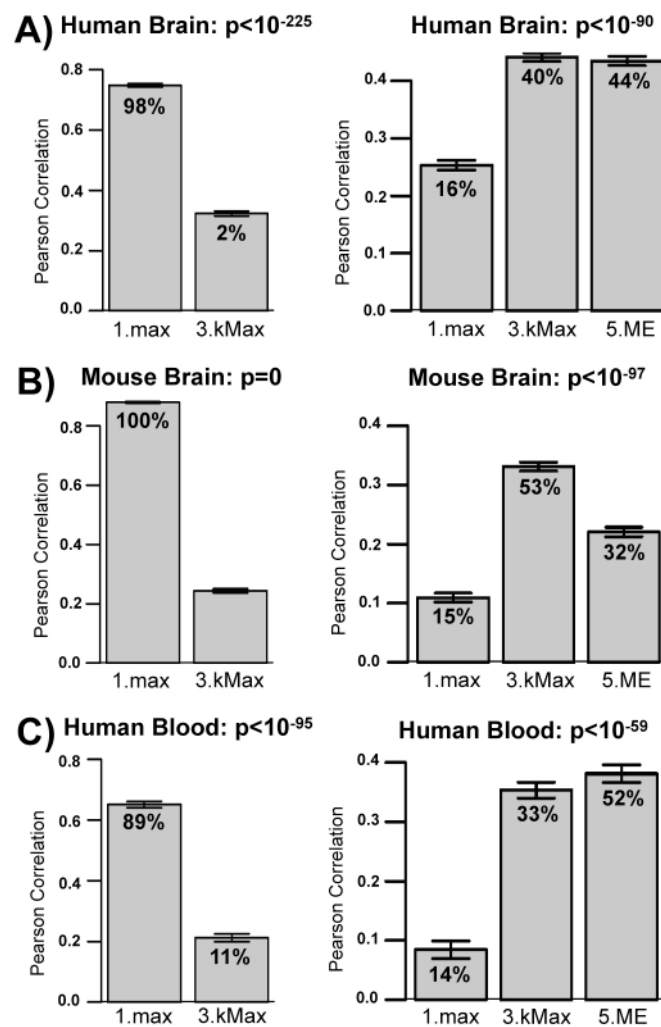 A) Human Brain: p<10-225
Pearson Correlation
0.8
0.6
0.4
0.2
0.0
98%
2%
1.max 3.kMax
Human Brain: p<10-90
Pearson Correlation
0.4
0.3
0.2
0.1
0.0
16%
40%
44%
1.max 3.kMax 5.ME
B) Mouse Brain: p=0
Pearson Correlation
0.8
0.6
0.4
0.2
0.0
100%
1.max 3.kMax
Mouse Brain: p<10-97
Pearson Correlation
0.4
0.3
0.2
0.1
0.0
15%
53%
32%
1.max 3.kMax 5.ME
C) Human Blood: p<10-95
Pearson Correlation
0.8
0.6
0.4
0.2
0.0
89%
11%
1.max 3.kMax
Human Blood: p<10-59
Pearson Correlation
0.4
0.3
0.2
0.1
0.0
14%
33%
52%
1.max 3.kMax 5.ME